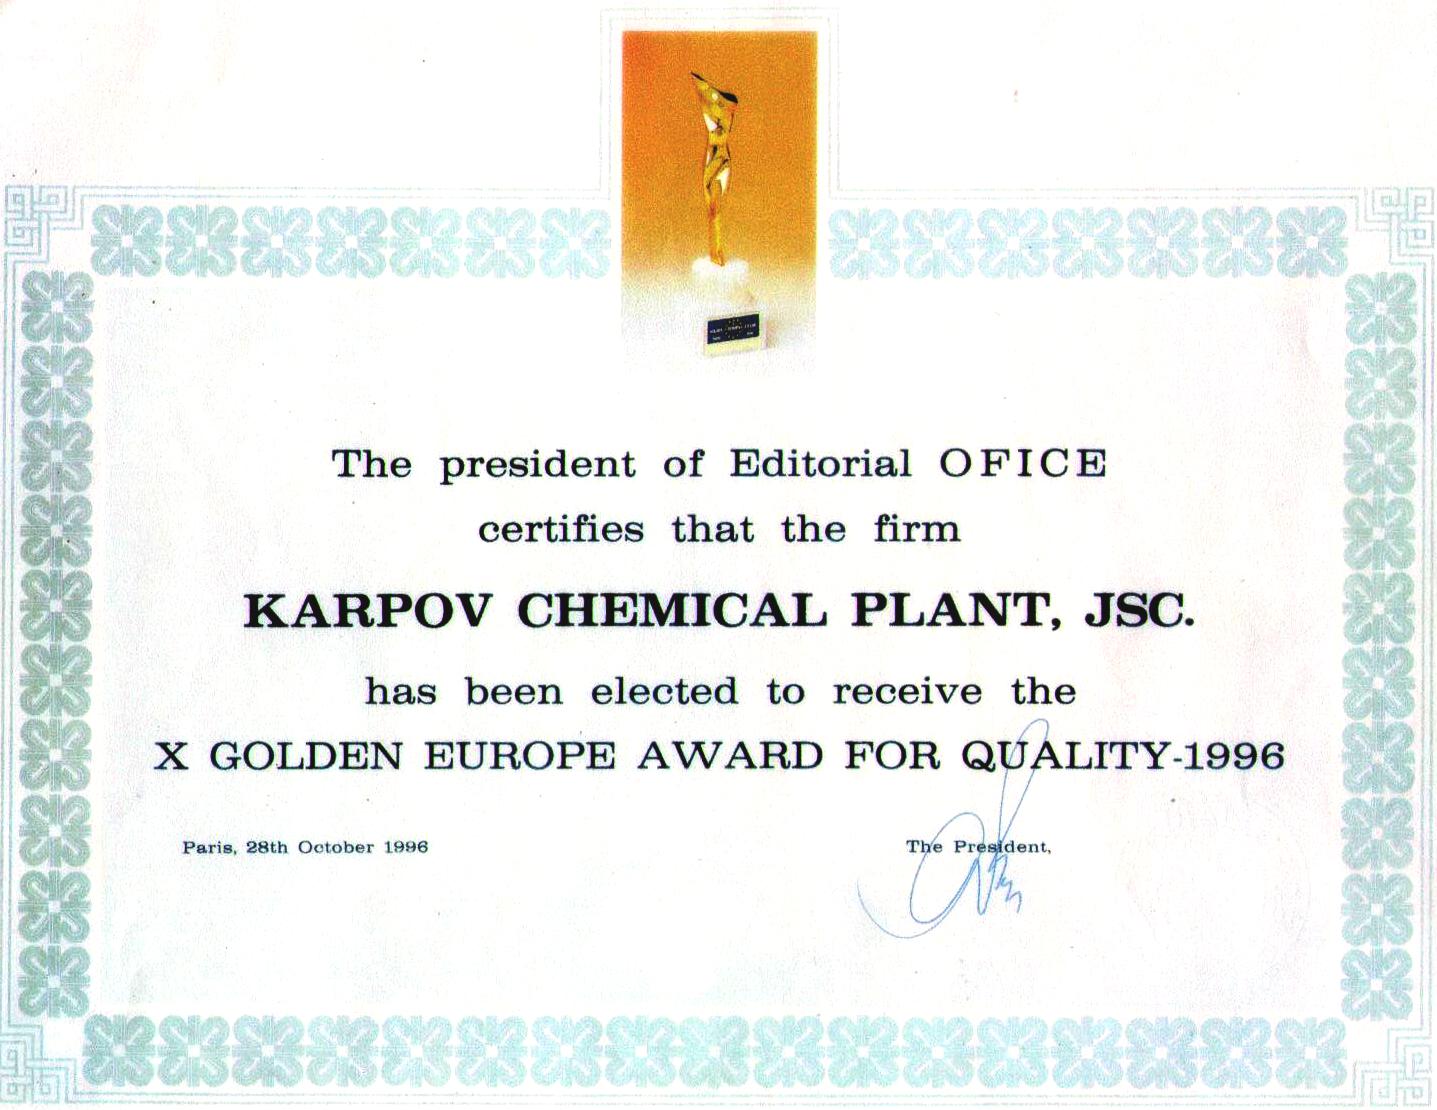 The president of Editorial OFICE
certifies that the firm
KARPOV CHEMICAL PLANT, JSC.
has been elected to receive the
X GOLDEN EUROPE AWARD FOR QUALITY-1996
Paris, 28th October 1996
The President,